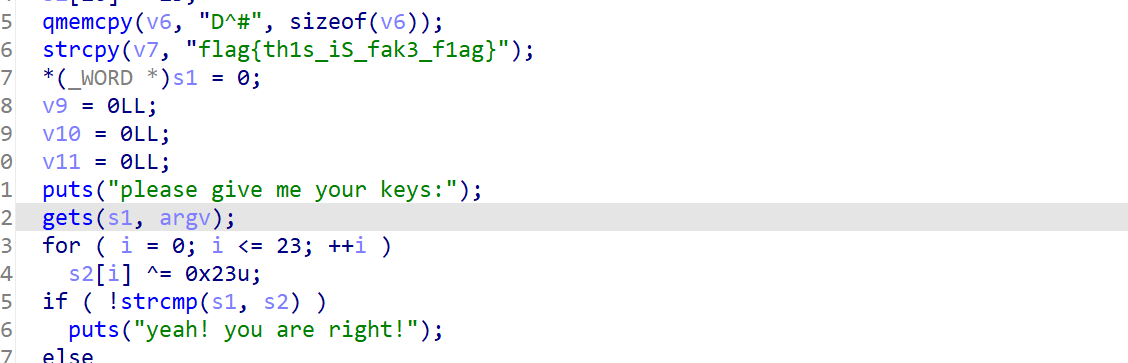 5 qmemcpy(v6, "D^#", sizeof(v6));
6 strcpy(v7, "flag{th1s_iS_fak3_f1ag}");
7 *(_WORD *)s1 = 0;
8 v9 = 0LL;
9 v10 = 0LL;
0 v11 = 0LL;
1 puts("please give me your keys:");
2 gets(s1, argv);
3 for ( i = 0; i <= 23; ++i )
4 s2[i] ^= 0x23u;
5 if ( !strcmp(s1, s2) )
6 puts("yeah! you are right!");
7 else